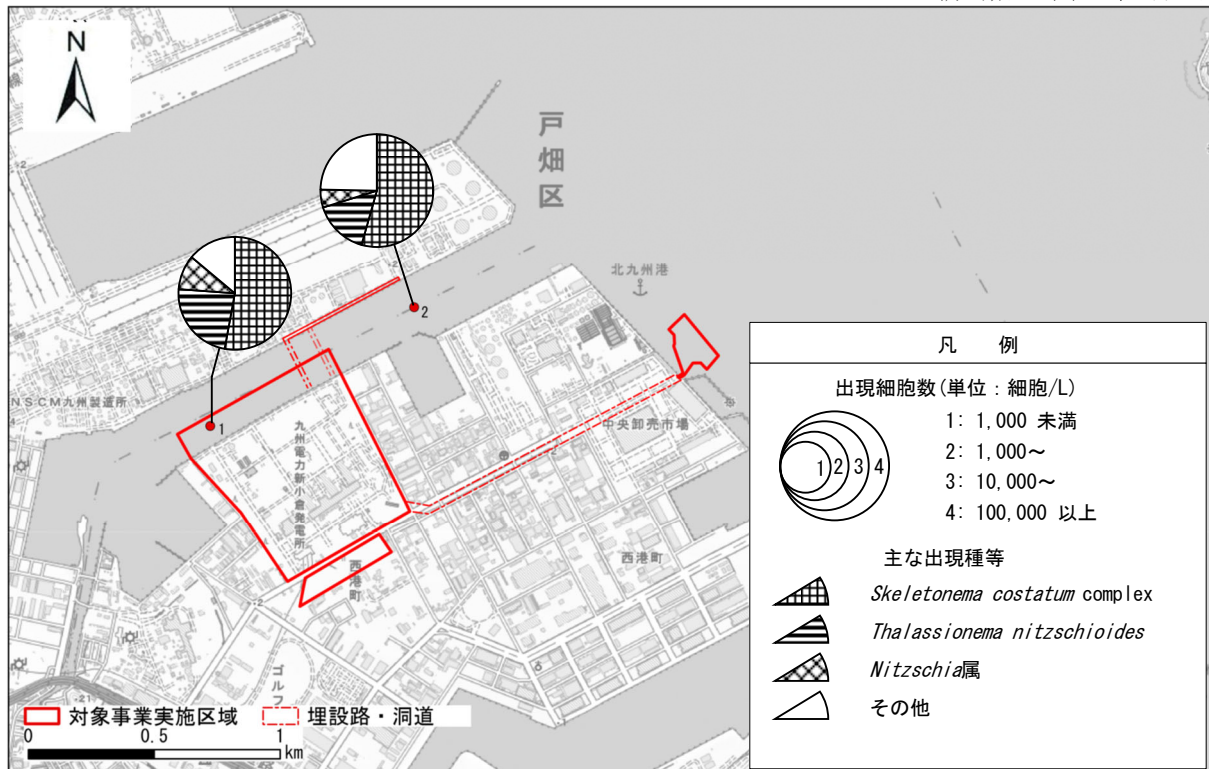 N
戸畑区
北九州港
2
1
NSCM九州製造所
九州電力新小倉発電所
中央卸売市場
西港町
西港町
ゴルフ
対象事業実施区域
埋設路・洞道
0 0.5 1
km
凡 例
出現細胞数(単位:細胞/L)
1 2 3 4
1: 1,000 未満
2: 1,000~
3: 10,000~
4: 100,000 以上
主な出現種等
Skeletonema costatum complex
Thalassionema nitzschioides
Nitzschia属
その他